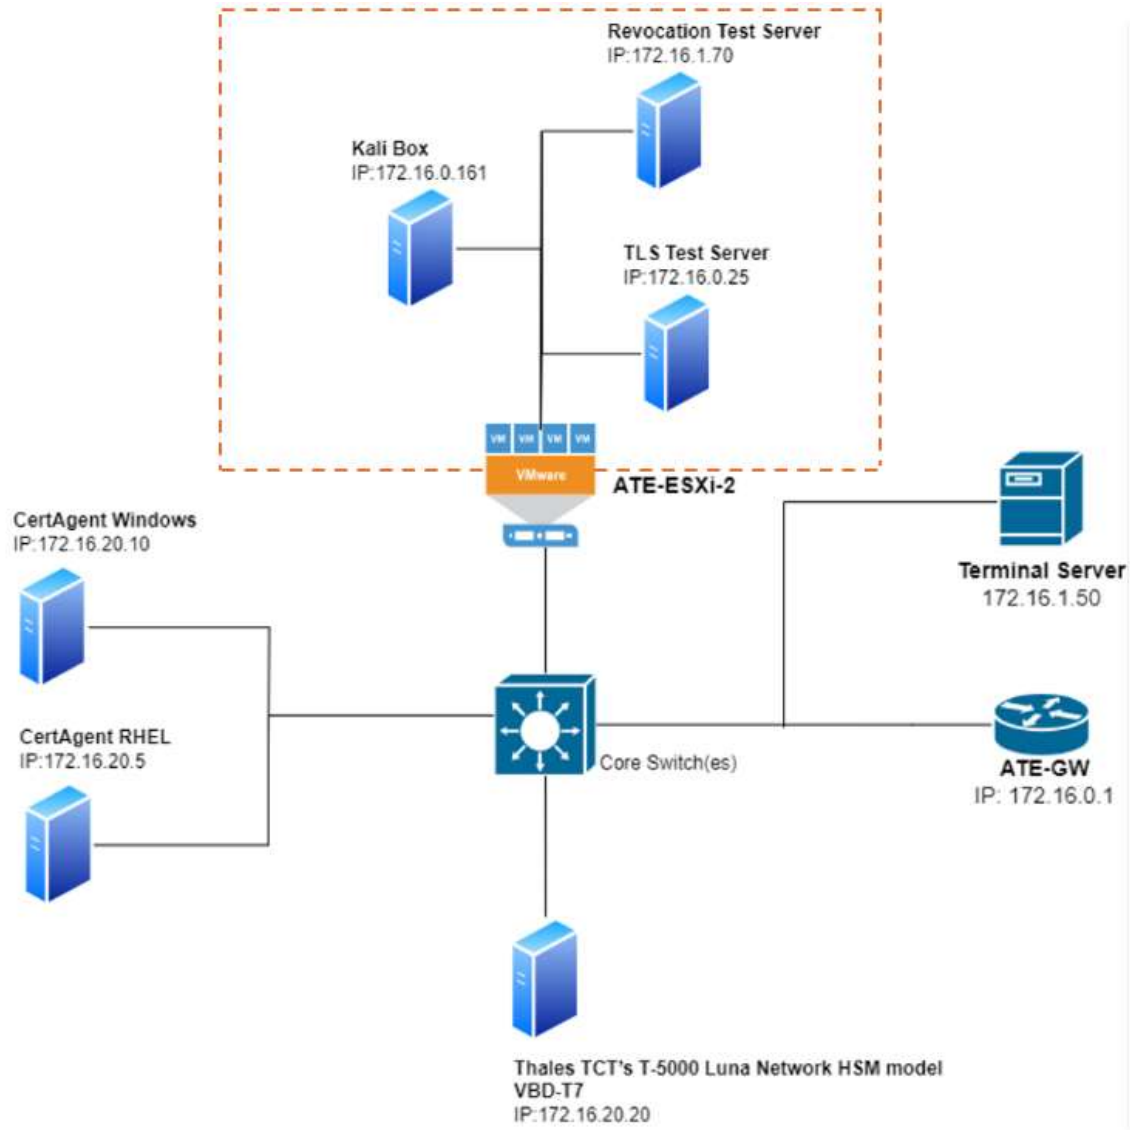 Revocation Test Server
IP:172.16.1.70
Kali Box
IP:172.16.0.161
TLS Test Server
IP:172.16.0.25
VM VM VM VM
VMware
ATE-ESXi-2
CertAgent Windows
IP:172.16.20.10
Terminal Server
172.16.1.50
CertAgent RHEL
IP:172.16.20.5
Core Switch(es)
ATE-GW
IP: 172.16.0.1
Thales TCT's T-5000 Luna Network HSM model
VBD-T7
IP:172.16.20.20